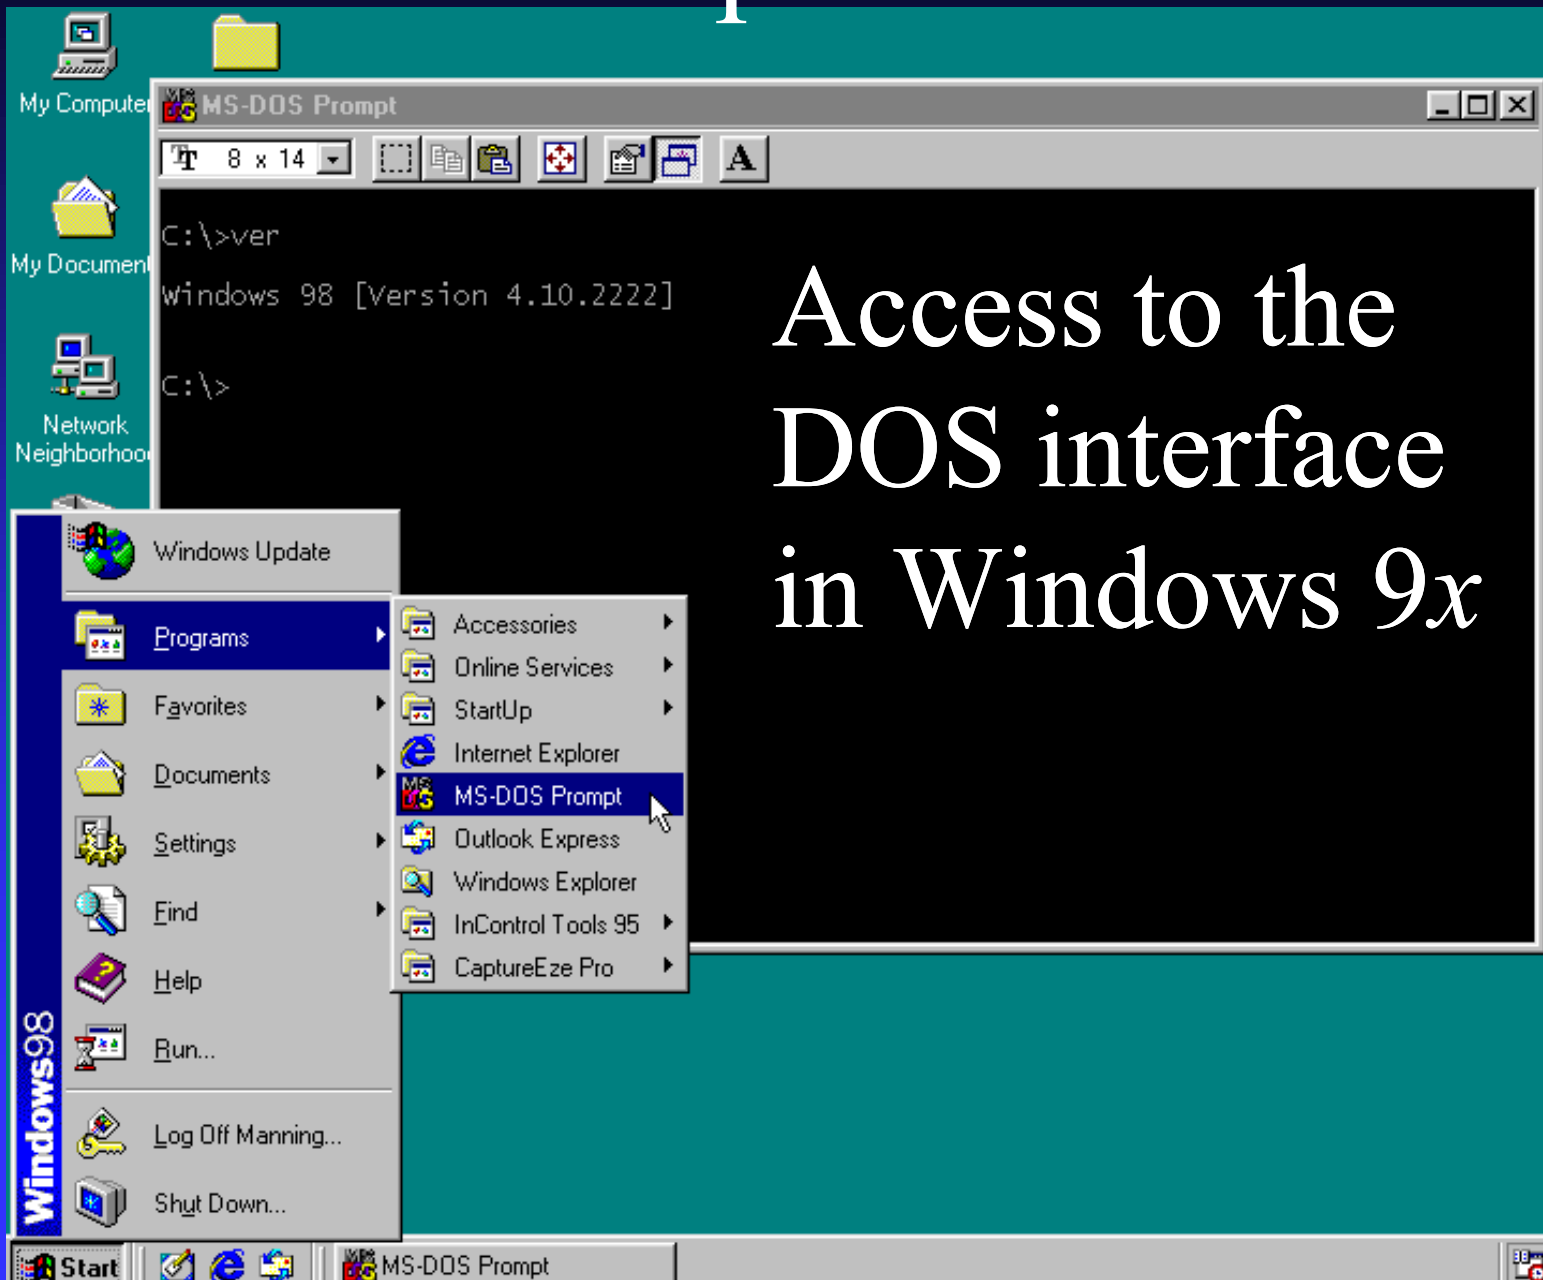 My Computer
MS-DOS Prompt
8 x 14
A
My Document
C:\>ver
Windows 98 [Version 4.10.2222]
C:\>
Access to the
DOS interface
in Windows 9x
Network
Neighborhoo
Windows Update
Programs
Favorites
Documents
Settings
Find
Help
Run...
Log Off Manning...
Shut Down...
Windows98
Accessories
Online Services
StartUp
Internet Explorer
MS-DOS Prompt
Outlook Express
Windows Explorer
InControl Tools 95
CaptureEze Pro
Start
MS-DOS Prompt